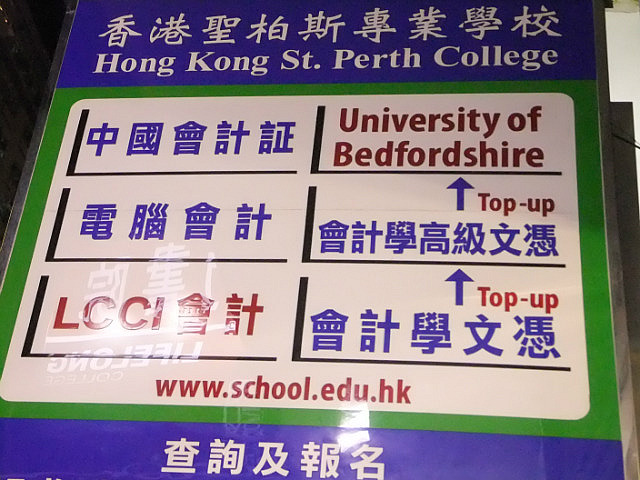 香港聖柏斯專業學校
Hong Kong St. Perth College
中國會計証
University of
Bedfordshire
電腦會計
Top-up
會計學高級文憑
LCCI會計
Top-up
會計學文憑
www.school.edu.hk
LIFELONG
COLLEGE
查詢及報名